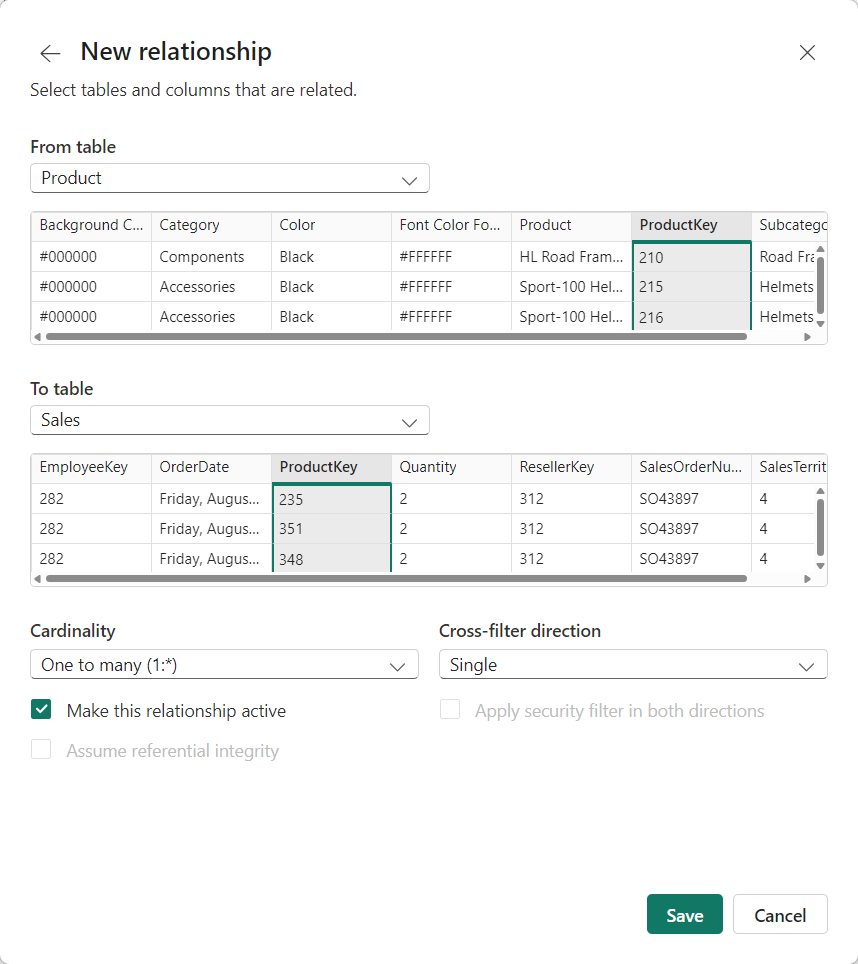 New relationship
Select tables and columns that are related.
From table
Product
Background C... Category Color Font Color Fo... Product ProductKey Subcatego
#000000 Components Black #FFFFFF HL Road Fram... 210 Road Fra
#000000 Accessories Black #FFFFFF Sport-100 Hel... 215 Helmets
#000000 Accessories Black #FFFFFF Sport-100 Hel... 216 Helmets
To table
Sales
EmployeeKey OrderDate ProductKey Quantity ResellerKey SalesOrderNu... SalesTerrit
282 Friday, Augus... 235 2 312 SO43897 4
282 Friday, Augus... 351 2 312 SO43897 4
282 Friday, Augus... 348 2 312 SO43897 4
Cardinality Cross-filter direction
One to many (1:*) Single
Make this relationship active Apply security filter in both directions
Assume referential integrity
Save Cancel